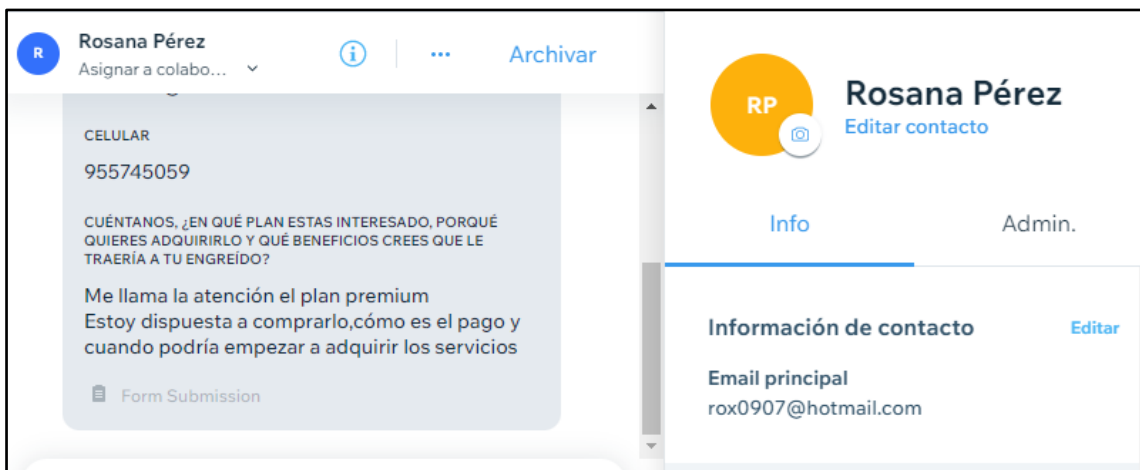 R
Rosana Pérez
Asignar a colabo...
Archivar
CELULAR
955745059
CUÉNTANOS, ¿EN QUÉ PLAN ESTAS INTERESADO, PORQUÉ
QUIERES ADQUIRIRLO Y QUÉ BENEFICIOS CREES QUE LE
TRAERÍA A TU ENGREÍDO?
Me llama la atención el plan premium
Estoy dispuesta a comprarlo,cómo es el pago y
cuando podría empezar a adquirir los servicios
Form Submission
RP
Rosana Pérez
Editar contacto
Info
Admin.
Información de contacto
Editar
Email principal
rox0907@hotmail.com